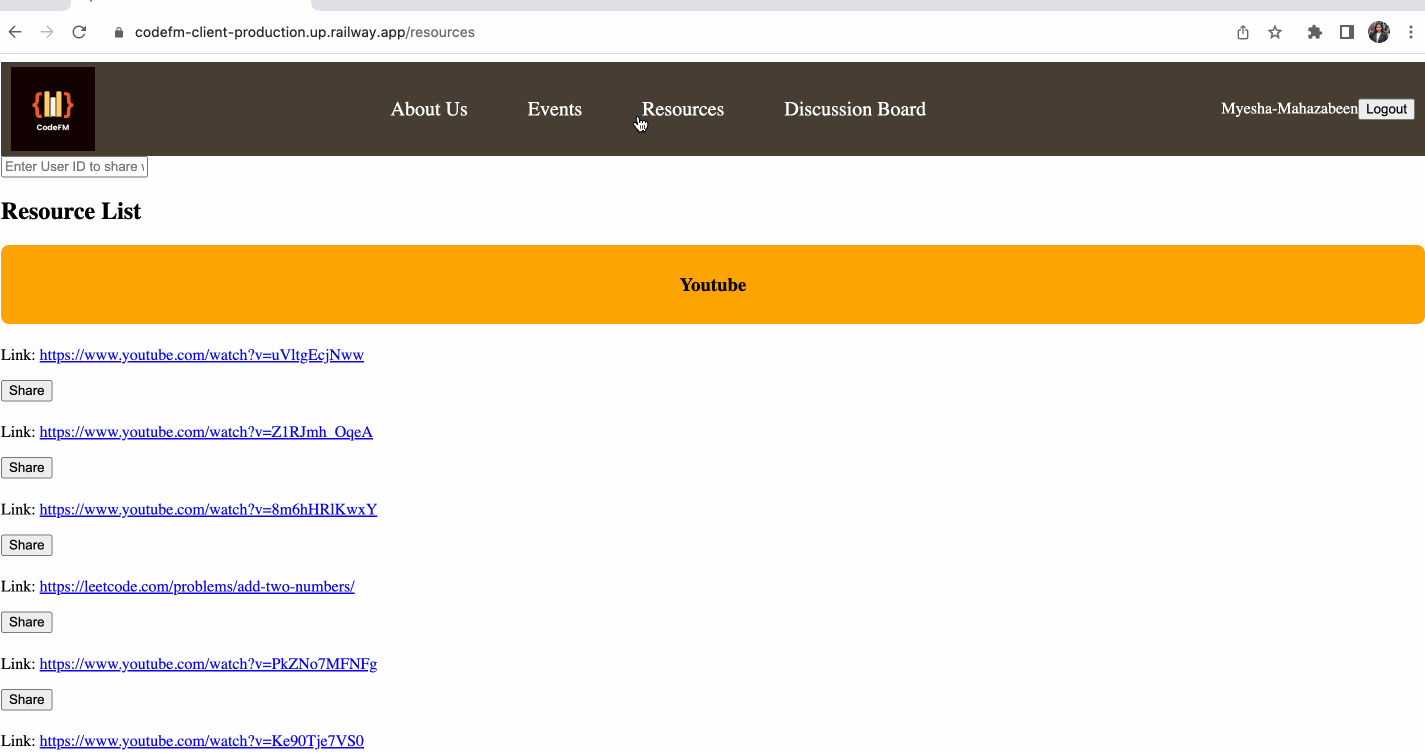 codefm-client-production.up.railway.app/resources
{ }
CodeFM
About Us Events Resources Discussion Board Myesha-Mahazabeen Logout
Enter User ID to share
Resource List
Youtube
Link: https://www.youtube.com/watch?v=uVltgEcjNww
Share
Link: https://www.youtube.com/watch?v=Z1RJmh_OqeA
Share
Link: https://www.youtube.com/watch?v=8m6hHRlKwxY
Share
Link: https://leetcode.com/problems/add-two-numbers/
Share
Link: https://www.youtube.com/watch?v=PkZNo7MFNFg
Share
Link: https://www.youtube.com/watch?v=Ke90Tje7VS0